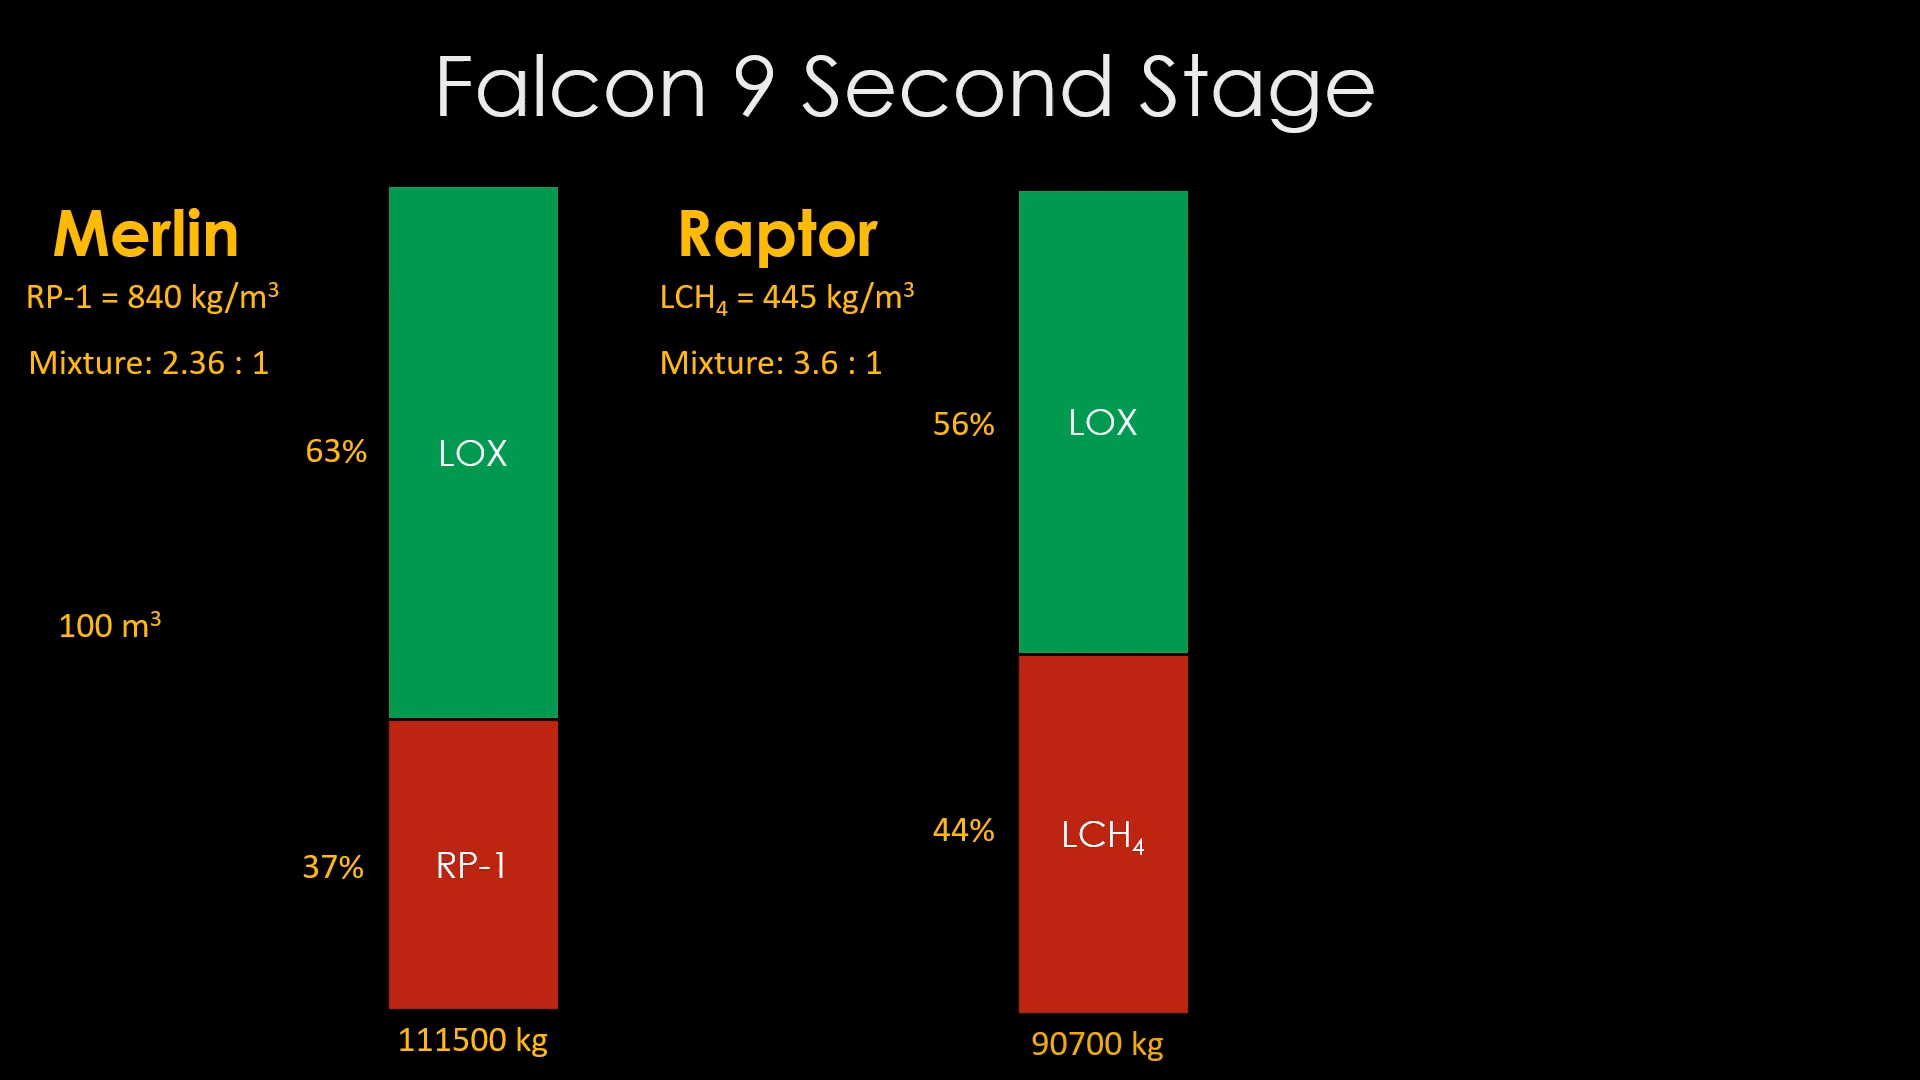 Falcon 9 Second Stage
Merlin
RP-1 = 840 kg/m³
Mixture: 2.36 : 1
63%
LOX
100 m³
37%
RP-1
111500 kg
Raptor
LCH₄ = 445 kg/m³
Mixture: 3.6 : 1
56%
LOX
44%
LCH₄
90700 kg